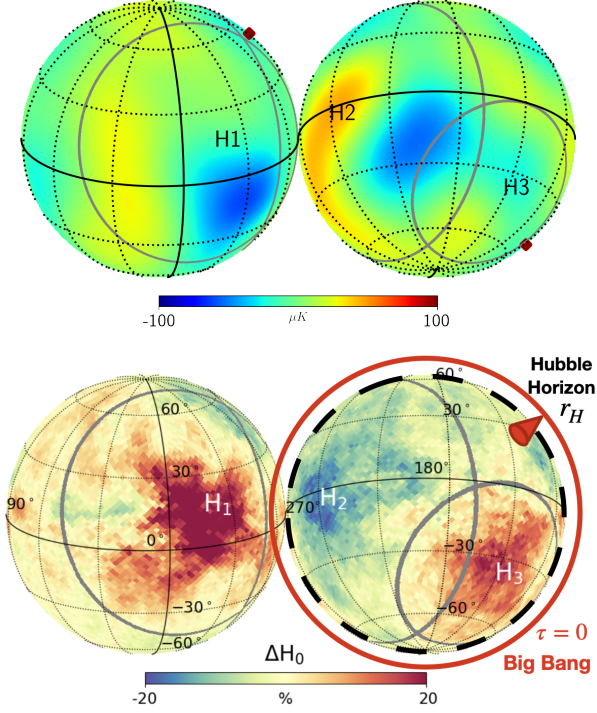 H1
H2
H3
-100
μK
100
Hubble
Horizon
r_H
60°
60°
30°
30°
H₁
180°
90°
270°
H₂
0°
-30°
-30°
H₃
-60°
-60°
τ = 0
ΔH₀
Big Bang
-20
%
20